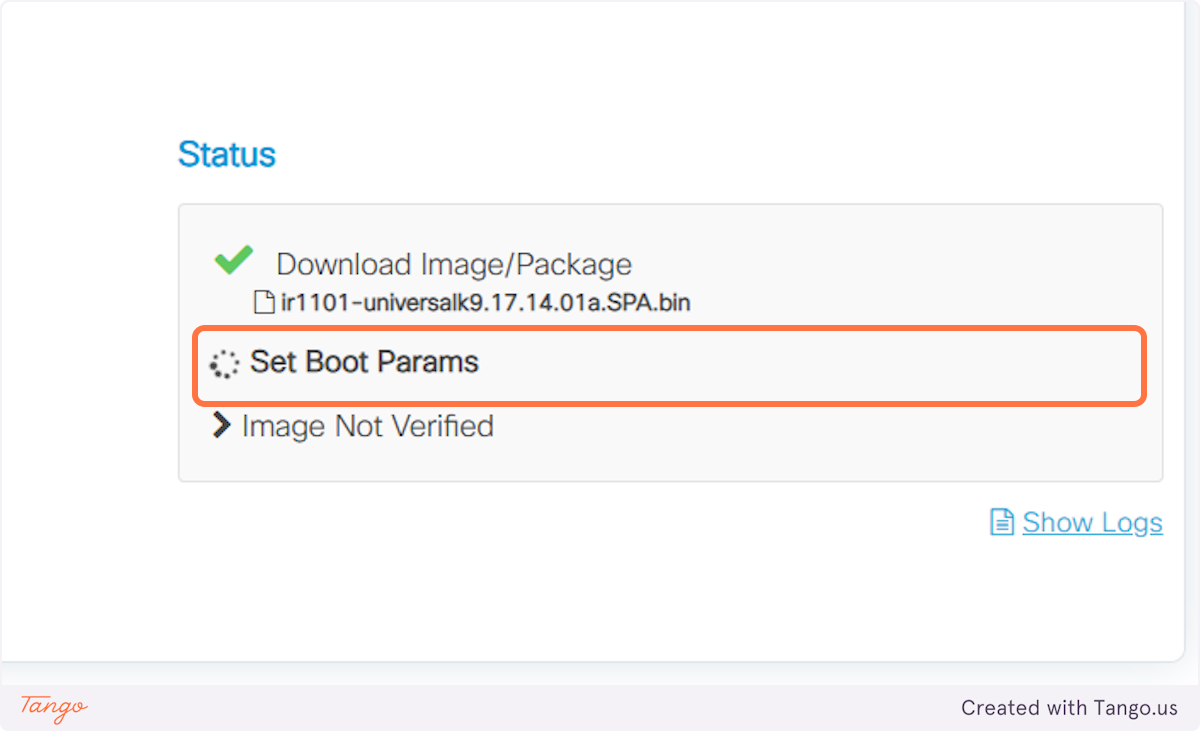 Status
Download Image/Package
ir1101-universalk9.17.14.01a.SPA.bin
Set Boot Params
Image Not Verified
Show Logs
Tango
Created with Tango.us